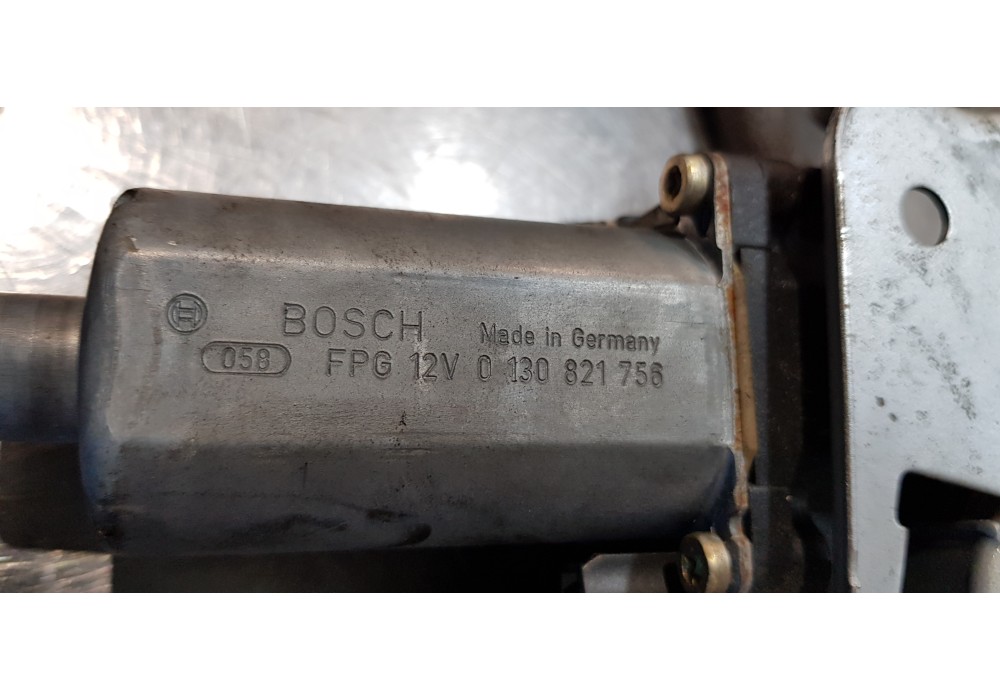 BOSCH Made in Germany
058 FPG 12V 0 130 821 756